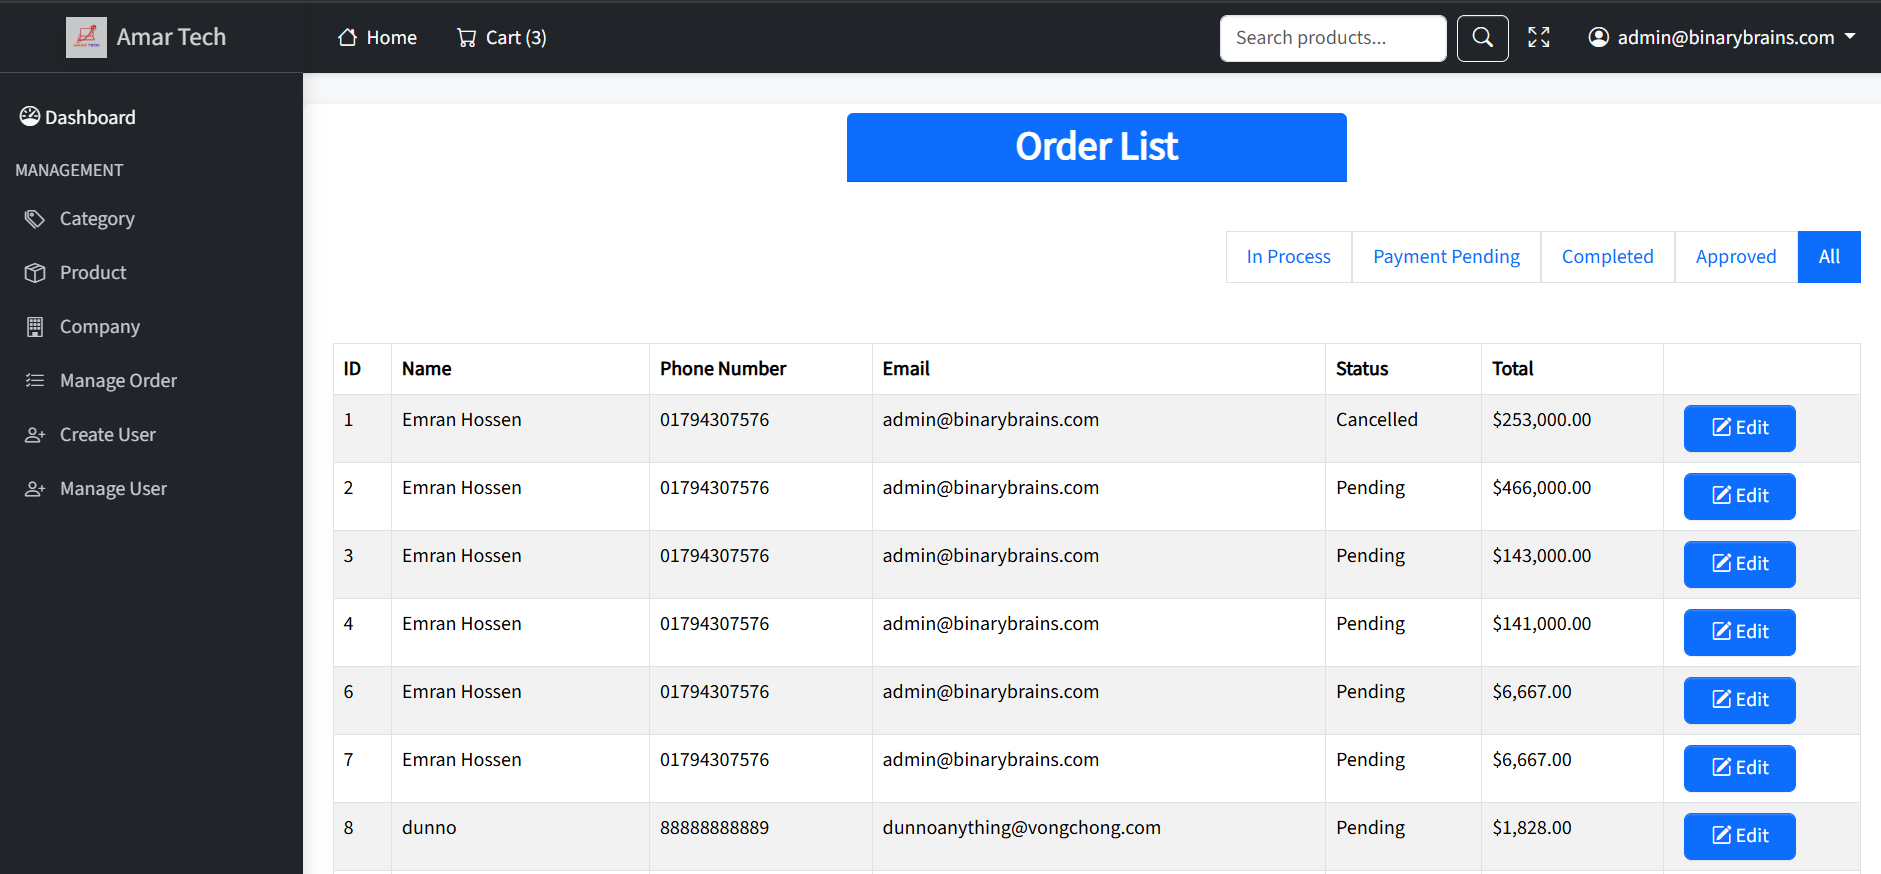 Amar Tech
Home
Cart (3)
Search products...
admin@binarybrains.com
Dashboard
MANAGEMENT
Category
Product
Company
Manage Order
Create User
Manage User
Order List
In Process Payment Pending Completed Approved All
ID Name Phone Number Email Status Total
1 Emran Hossen 01794307576 admin@binarybrains.com Cancelled $253,000.00 Edit
2 Emran Hossen 01794307576 admin@binarybrains.com Pending $466,000.00 Edit
3 Emran Hossen 01794307576 admin@binarybrains.com Pending $143,000.00 Edit
4 Emran Hossen 01794307576 admin@binarybrains.com Pending $141,000.00 Edit
6 Emran Hossen 01794307576 admin@binarybrains.com Pending $6,667.00 Edit
7 Emran Hossen 01794307576 admin@binarybrains.com Pending $6,667.00 Edit
8 dunno 88888888889 dunnoanything@vongchong.com Pending $1,828.00 Edit